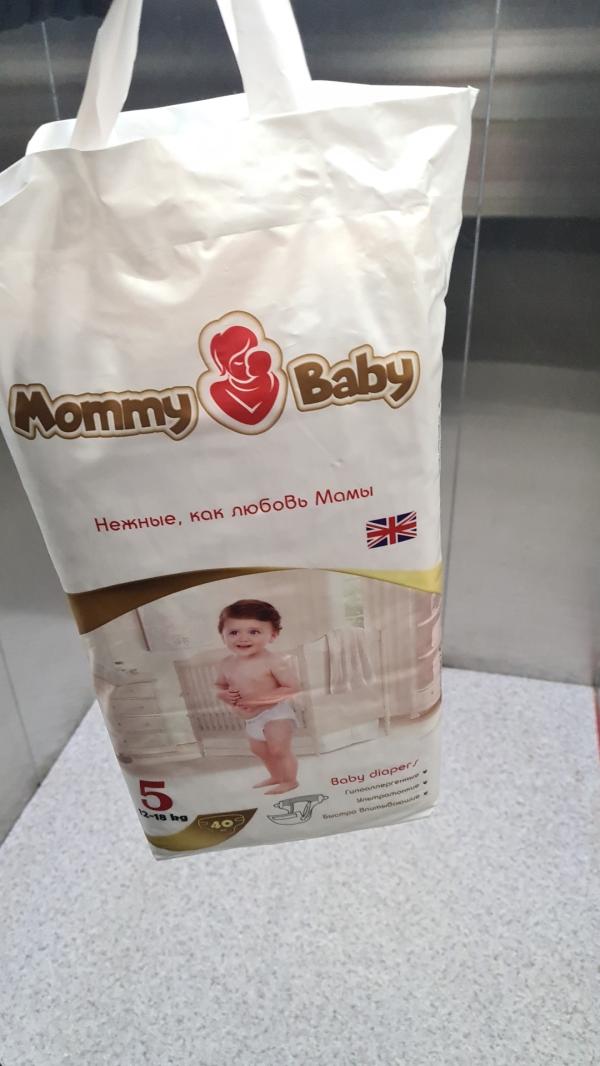 Mommy Baby
Нежные, как любовь Мамы
Baby diapers
Гипоаллергенные
Ультратонкие
Быстро впитывающие
5
12-18 kg
40